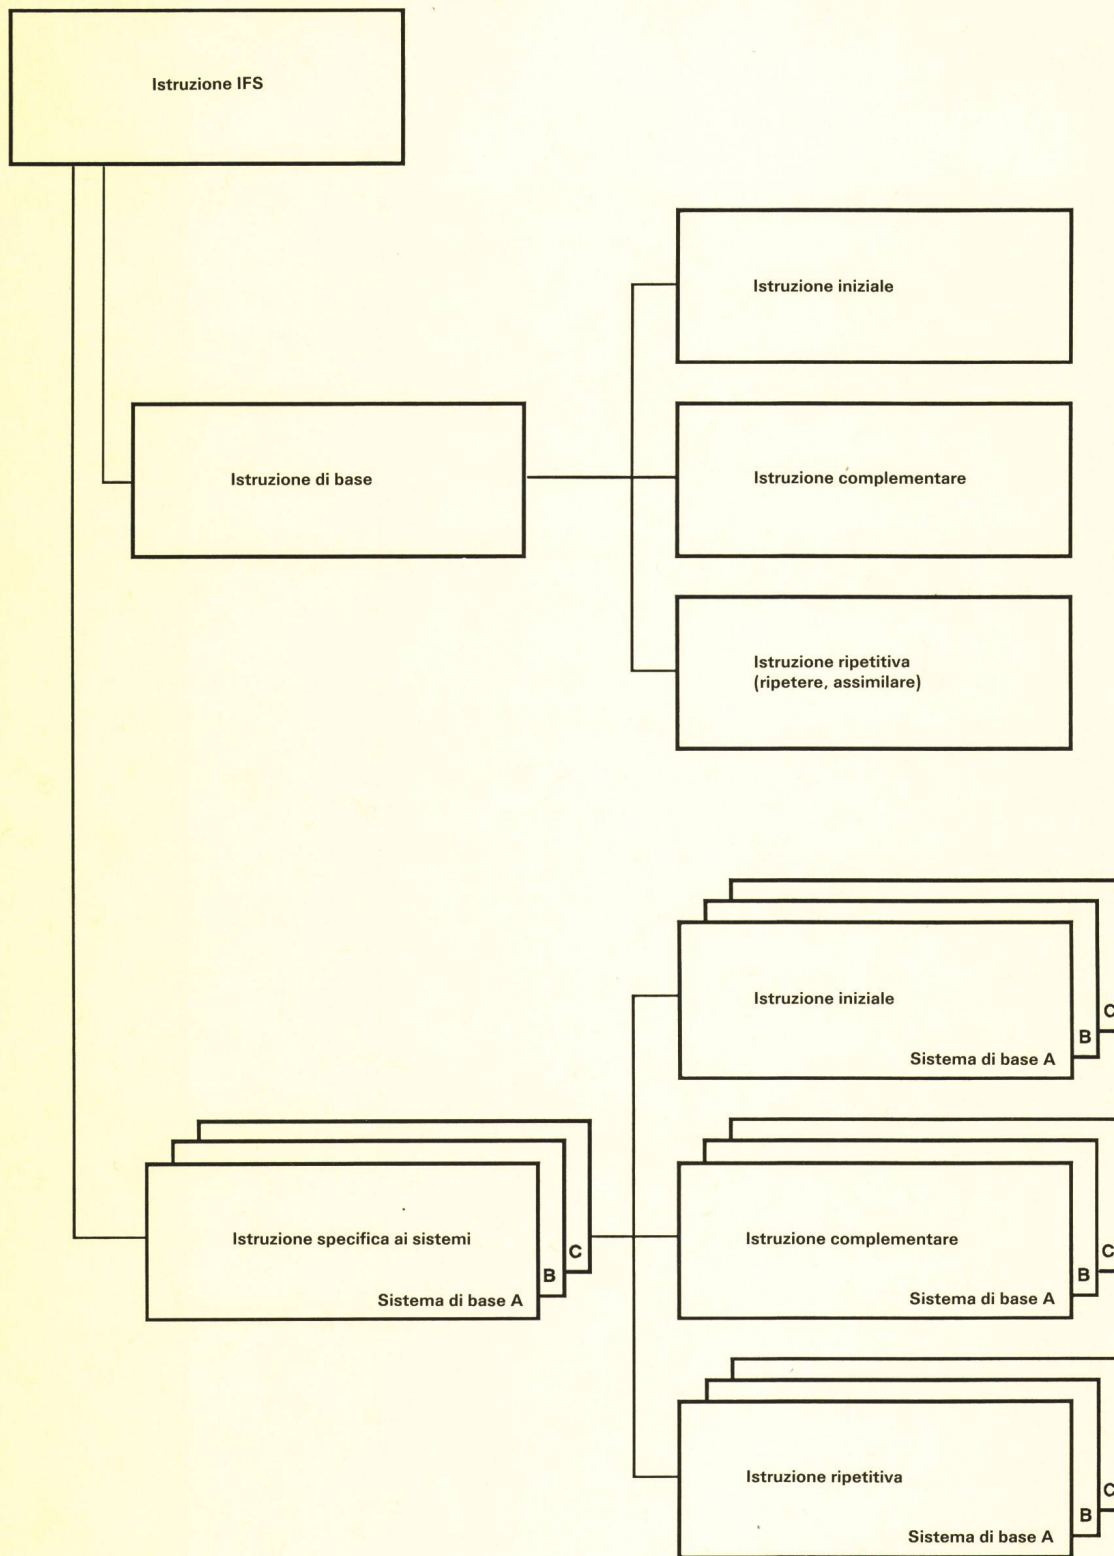 Istruzione IFS
Istruzione iniziale
Istruzione di base
Istruzione complementare
Istruzione ripetitiva
(ripetere, assimilare)
Istruzione iniziale
C
B
Sistema di base A
Istruzione specifica ai sistemi
C
B
Sistema di base A
Istruzione complementare
C
B
Sistema di base A
Istruzione ripetitiva
C
B
Sistema di base A